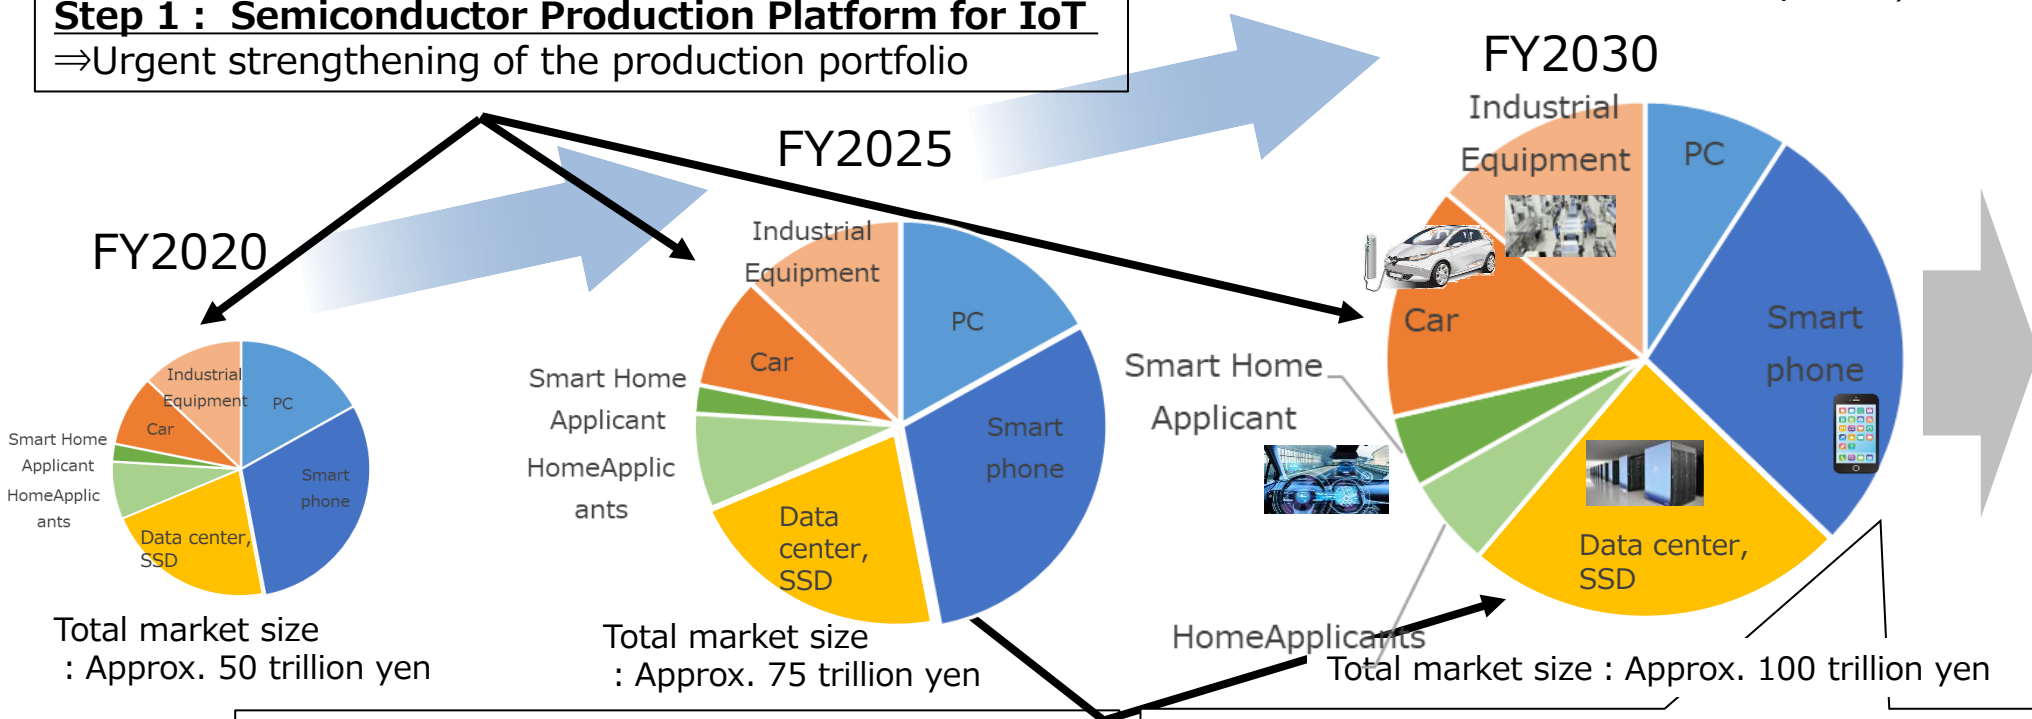 Step 1 :  Semiconductor Production Platform for IoT
⇒Urgent strengthening of the production portfolio
FY2020
Industrial
Equipment
PC
Car
Smart Home
Applicant
HomeApplic
ants
Smart
phone
Data center,
SSD
Total market size
: Approx. 50 trillion yen
FY2025
Industrial
Equipment
PC
Car
Smart Home
Applicant
HomeApplic
ants
Smart
phone
Data
center,
SSD
Total market size
: Approx. 75 trillion yen
FY2030
Industrial
Equipment
PC
Car
Smart Home
Applicant
Smart
phone
Data center,
SSD
HomeApplicants
Total market size : Approx. 100 trillion yen